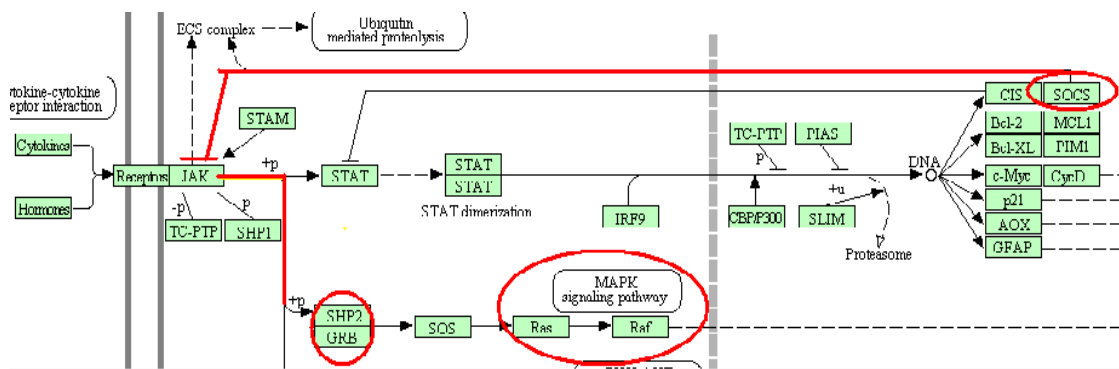 ECS complex
Ubiquitin
mediated proteolysis
ytokine-cytokine
eptor interaction
CIS
SOCS
STAM
Cytokines
Bcl-2
MCL1
TC-PTP
PIAS
Bcl-XL
PIM1
+p
p
DNA
Receptors
JAK
STAT
STAT
STAT
c-Myc
CycD
+u
Hormones
-p
p
STAT dimerization
p21
IRF9
CBP/P300
SLIM
TC-PTP
SHP1
AOX
GFAP
Proteasome
MAPK
signaling pathway
+p
SHP2
GRB
SOS
Ras
Raf